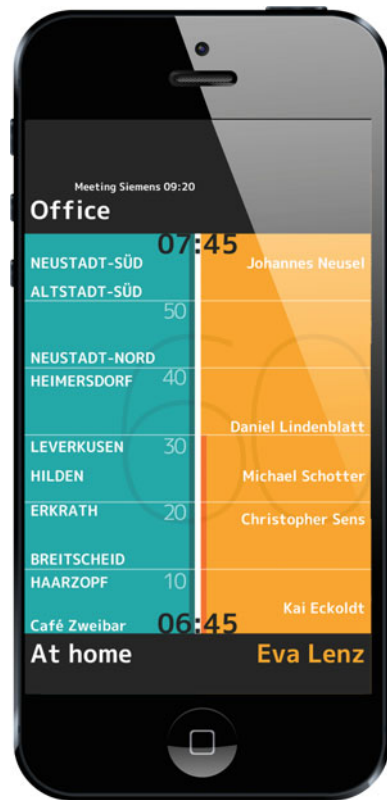 Meeting Siemens 09:20
Office
07:45
NEUSTADT-SÜD
Johannes Neusel
ALTSTADT-SÜD
50
NEUSTADT-NORD
HEIMERSDORF
40
60
Daniel Lindenblatt
LEVERKUSEN
30
HILDEN
Michael Schotter
ERKRATH
20
Christopher Sens
BREITSCHEID
HAARZOPF
10
Kai Eckoldt
Café Zweibar
06:45
At home
Eva Lenz